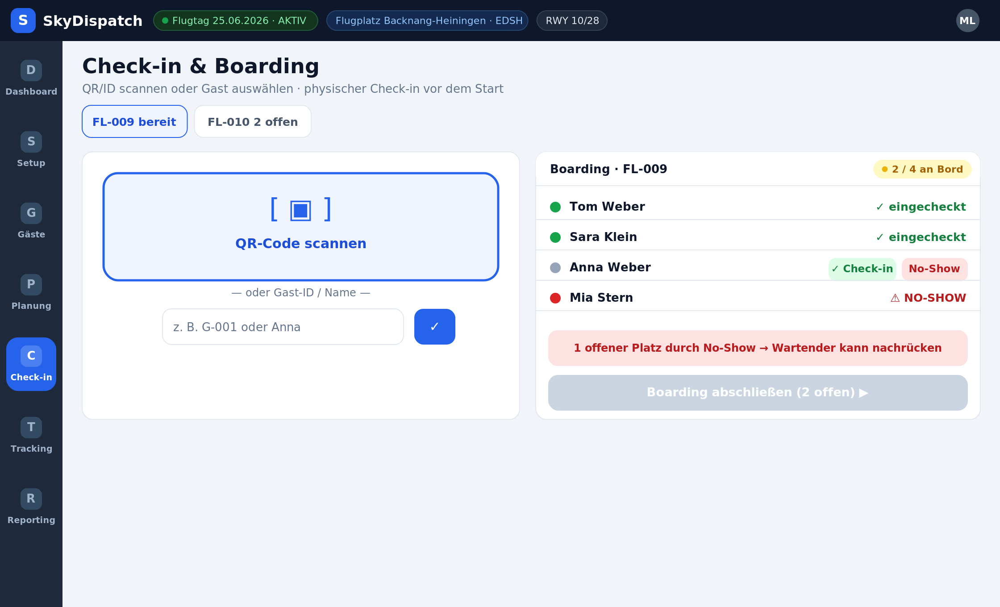 S SkyDispatch Flugtag 25.06.2026 · AKTIV Flugplatz Backnang-Heiningen · EDSH RWY 10/28 ML
D
Dashboard
S
Setup
G
Gäste
P
Planung
C
Check-in
T
Tracking
R
Reporting
Check-in & Boarding
QR/ID scannen oder Gast auswählen · physischer Check-in vor dem Start
FL-009 bereit FL-010 2 offen
[ ▣ ]
QR-Code scannen
— oder Gast-ID / Name —
z. B. G-001 oder Anna ✓
Boarding · FL-009 2 / 4 an Bord
Tom Weber ✓ eingecheckt
Sara Klein ✓ eingecheckt
Anna Weber ✓ Check-in No-Show
Mia Stern ⚠ NO-SHOW
1 offener Platz durch No-Show → Wartender kann nachrücken
Boarding abschließen (2 offen) ▶